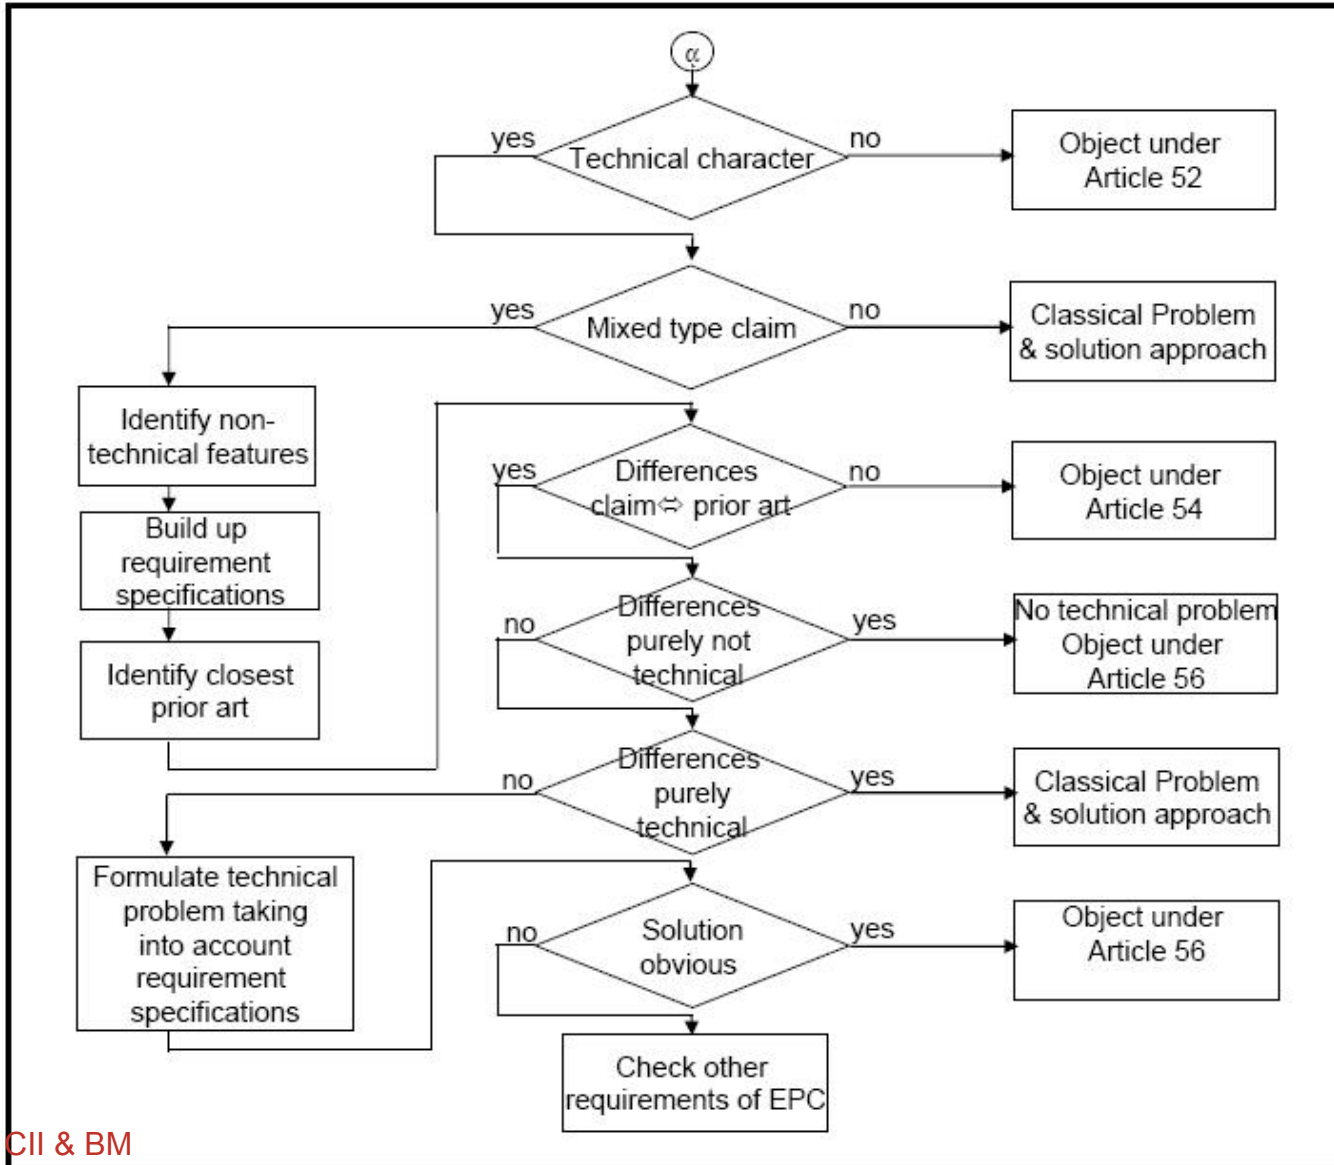 α
yes
Technical character
no
Object under
Article 52
yes
Mixed type claim
no
Classical Problem
& solution approach
Identify non-
technical features
Build up
requirement
specifications
Identify closest
prior art
yes
Differences
claim⇔ prior art
no
Object under
Article 54
no
Differences
purely not
technical
yes
No technical problem
Object under
Article 56
no
Differences
purely
technical
yes
Classical Problem
& solution approach
Formulate technical
problem taking
into account
requirement
specifications
no
Solution
obvious
yes
Object under
Article 56
Check other
requirements of EPC
CII & BM